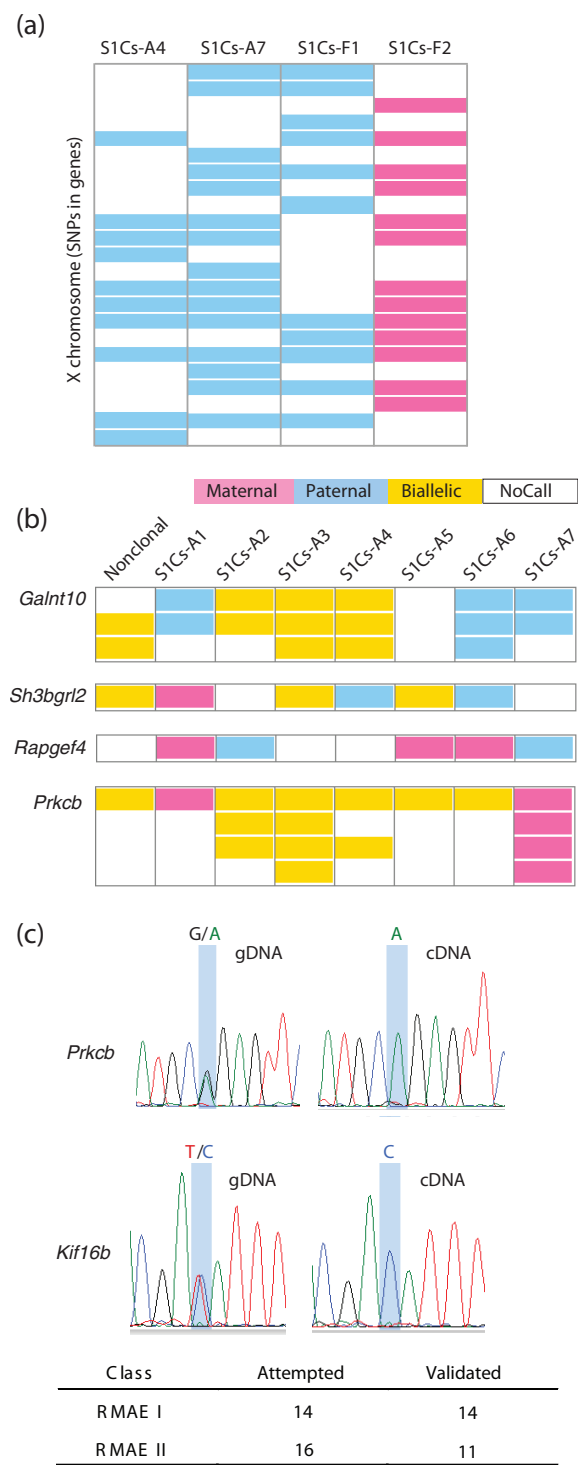 (a)
S1Cs-A4 S1Cs-A7 S1Cs-F1 S1Cs-F2
X chromosome (SNPs in genes)
Maternal Paternal Biallelic NoCall
(b)
Nonclonal S1Cs-A1 S1Cs-A2 S1Cs-A3 S1Cs-A4 S1Cs-A5 S1Cs-A6 S1Cs-A7
Galnt10
Sh3bgrl2
Rapgef4
Prkcb
(c)
G/A A
gDNA cDNA
Prkcb
T/C C
gDNA cDNA
Kif16b
Class Attempted Validated
RMAE I 14 14
RMAE II 16 11